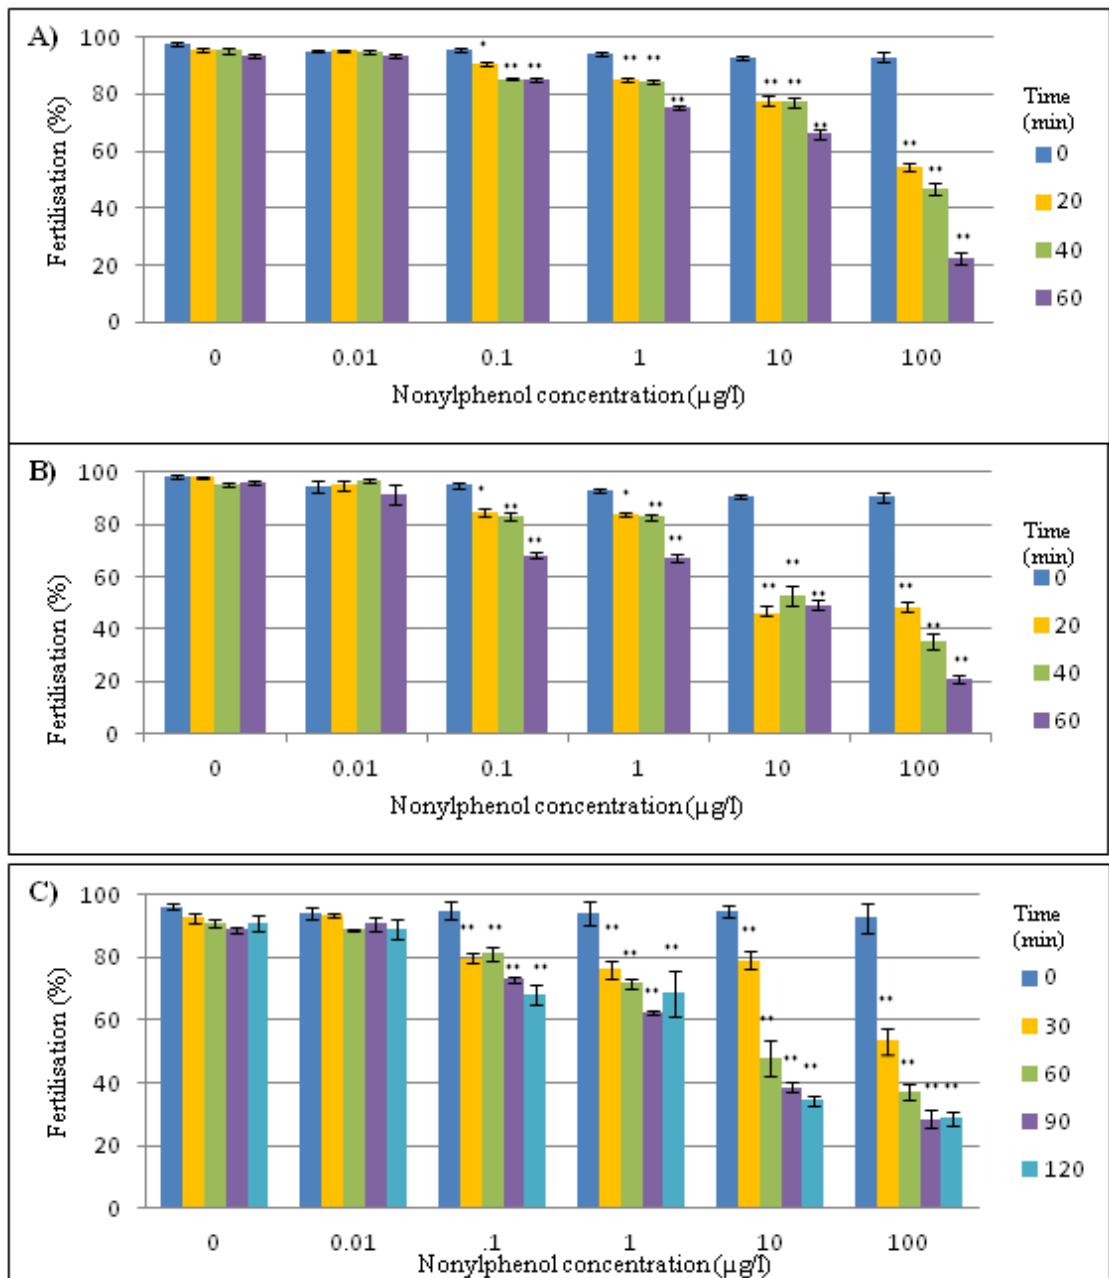 A)
Fertilisation (%)
100
80
60
40
20
0
* ** **
** ** **
** ** **
** ** **
0 0.01 0.1 1 10 100
Nonylphenol concentration (µg/l)
Time
(min)
0
20
40
60
B)
Fertilisation (%)
100
80
60
40
20
0
* ** **
* ** **
** ** **
** ** **
0 0.01 0.1 1 10 100
Nonylphenol concentration (µg/l)
Time
(min)
0
20
40
60
C)
Fertilisation (%)
100
80
60
40
20
0
** ** ** **
** ** ** **
** ** ** **
** ** ** **
0 0.01 .1 1 10 100
Nonylphenol concentration (µg/l)
Time
(min)
0
30
60
90
120